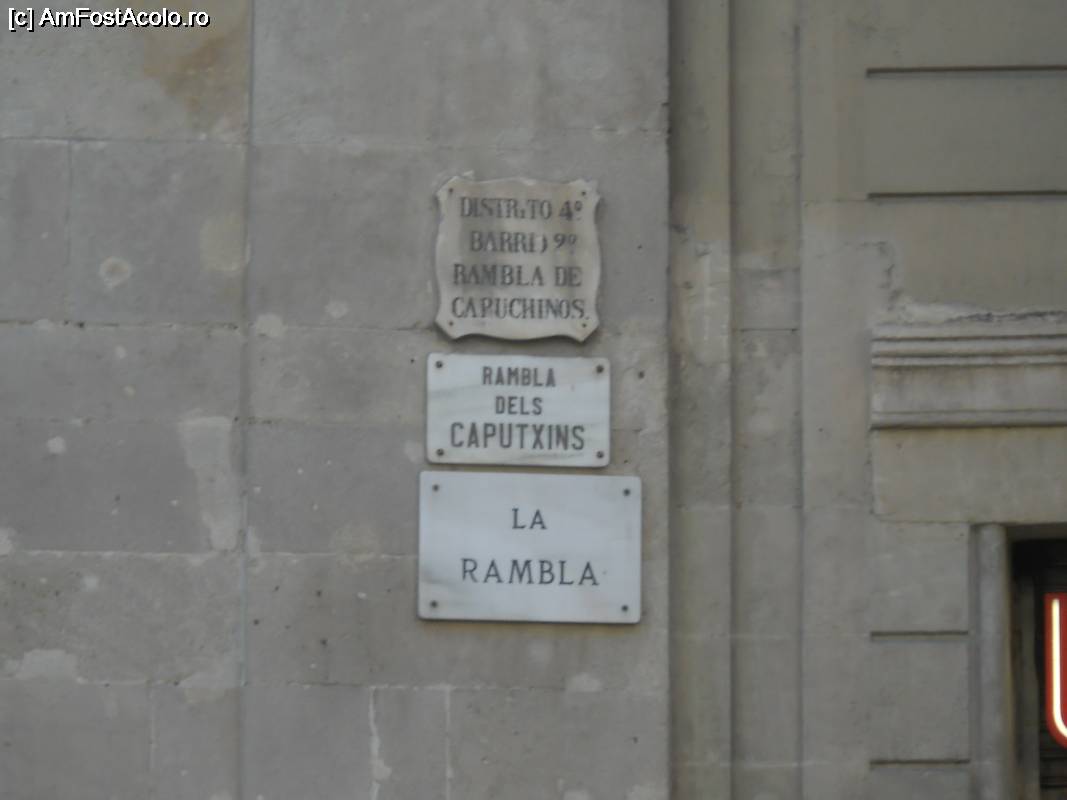 [c] AmFostAcolo.ro
DISTRITO 4º
BARRIO 9º
RAMBLA DE
CAPUCHINOS.
RAMBLA
DELS
CAPUTXINS
LA
RAMBLA